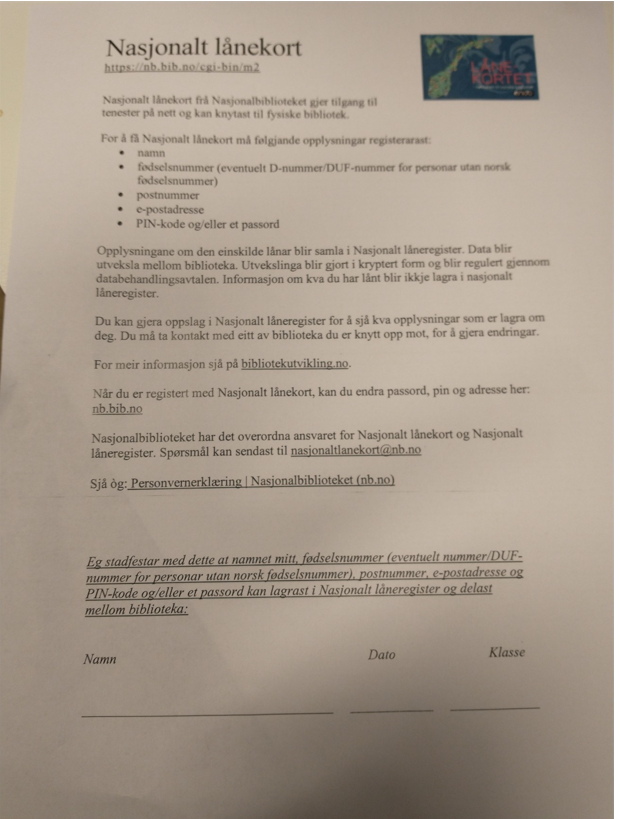 Nasjonalt lånekort
https://nb.bib.no/cgi-bin/m2
LÅNE
KORTET
Nasjonalt lånekort frå Nasjonalbiblioteket gjer tilgang til
tenester på nett og kan knytast til fysiske bibliotek.
For å få Nasjonalt lånekort må følgjande opplysningar registrerast:
• namn
• fødselsnummer (eventuelt D-nummer/DUF-nummer for personar utan norsk
fødselsnummer)
• postnummer
• e-postadresse
• PIN-kode og/eller et passord
Opplysningane om den einskilde lånar blir samla i Nasjonalt låneregister. Data blir
utveksla mellom biblioteka. Utvekslinga blir gjort i kryptert form og blir regulert gjennom
databehandlingsavtalen. Informasjon om kva du har lånt blir ikkje lagra i nasjonalt
låneregister.
Du kan gjera oppslag i Nasjonalt låneregister for å sjå kva opplysningar som er lagra om
deg. Du må ta kontakt med eitt av biblioteka du er knytt opp mot, for å gjera endringar.
For meir informasjon sjå på bibliotekutvikling.no.
Når du er registert med Nasjonalt lånekort, kan du endra passord, pin og adresse her:
nb.bib.no
Nasjonalbiblioteket har det overordna ansvaret for Nasjonalt lånekort og Nasjonalt
låneregister. Spørsmål kan sendast til nasjonaltlanekort@nb.no
Sjå òg: Personvernerklæring | Nasjonalbiblioteket (nb.no)
Eg stadfestar med dette at namnet mitt, fødselsnummer (eventuelt nummer/DUF-
nummer for personar utan norsk fødselsnummer), postnummer, e-postadresse og
PIN-kode og/eller et passord kan lagrast i Nasjonalt låneregister og delast
mellom biblioteka:
Namn Dato Klasse